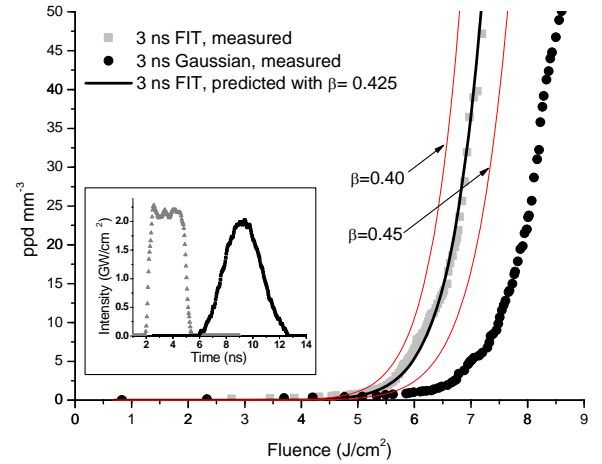 3 ns FIT, measured
3 ns Gaussian, measured
3 ns FIT, predicted with β= 0.425
ppd mm⁻³
50
45
40
35
30
25
20
15
10
5
0
β=0.40
β=0.45
Intensity (GW/cm²)
2.0
1.5
1.0
0.5
0.0
2 4 6 8 10 12 14
Time (ns)
0 1 2 3 4 5 6 7 8 9
Fluence (J/cm²)